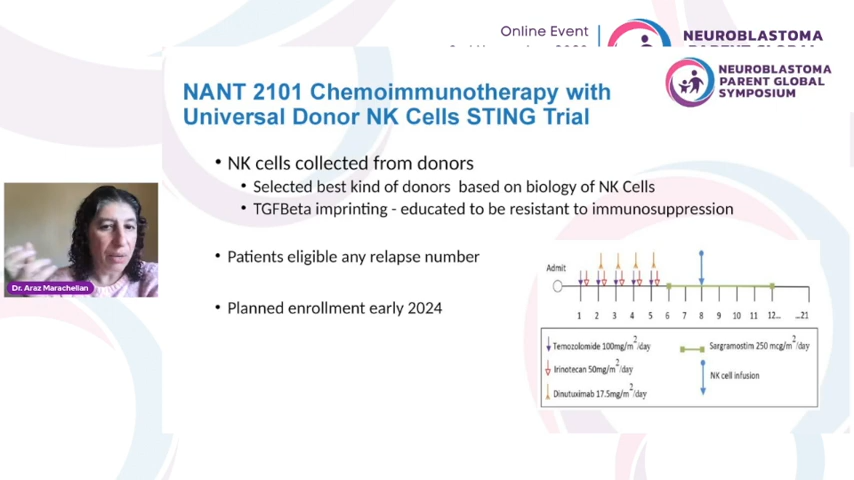 Online Event
NEUROBLASTOMA
NEUROBLASTOMA
PARENT GLOBAL
SYMPOSIUM
NANT 2101 Chemoimmunotherapy with
Universal Donor NK Cells STING Trial
• NK cells collected from donors
• Selected best kind of donors based on biology of NK Cells
• TGFBeta imprinting - educated to be resistant to immunosuppression
• Patients eligible any relapse number
• Planned enrollment early 2024
Dr. Araz Marachelian
Admit
1 2 3 4 5 6 7 8 9 10 11 12... ...21
Temozolomide 100mg/m²/day
Sargramostim 250 mcg/m²/day
Irinotecan 50mg/m²/day
NK cell infusion
Dinutuximab 17.5mg/m²/day